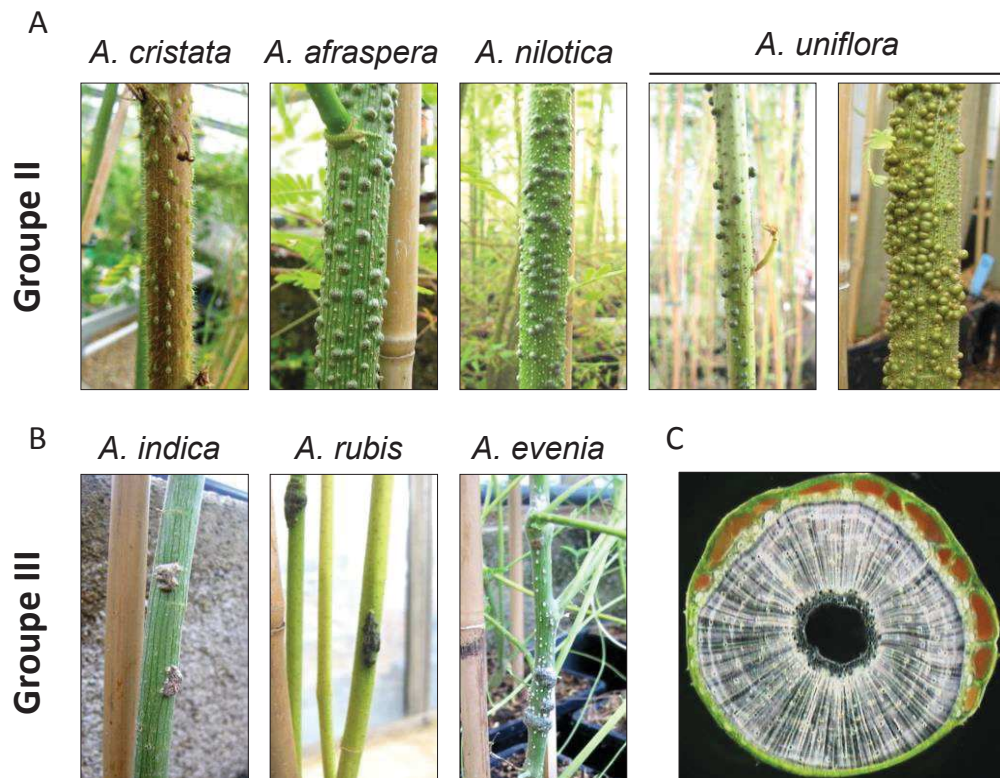 A
A. cristata
A. afraspera
A. nilotica
A. uniflora
Groupe II
B
A. indica
A. rubis
A. evenia
C
Groupe III